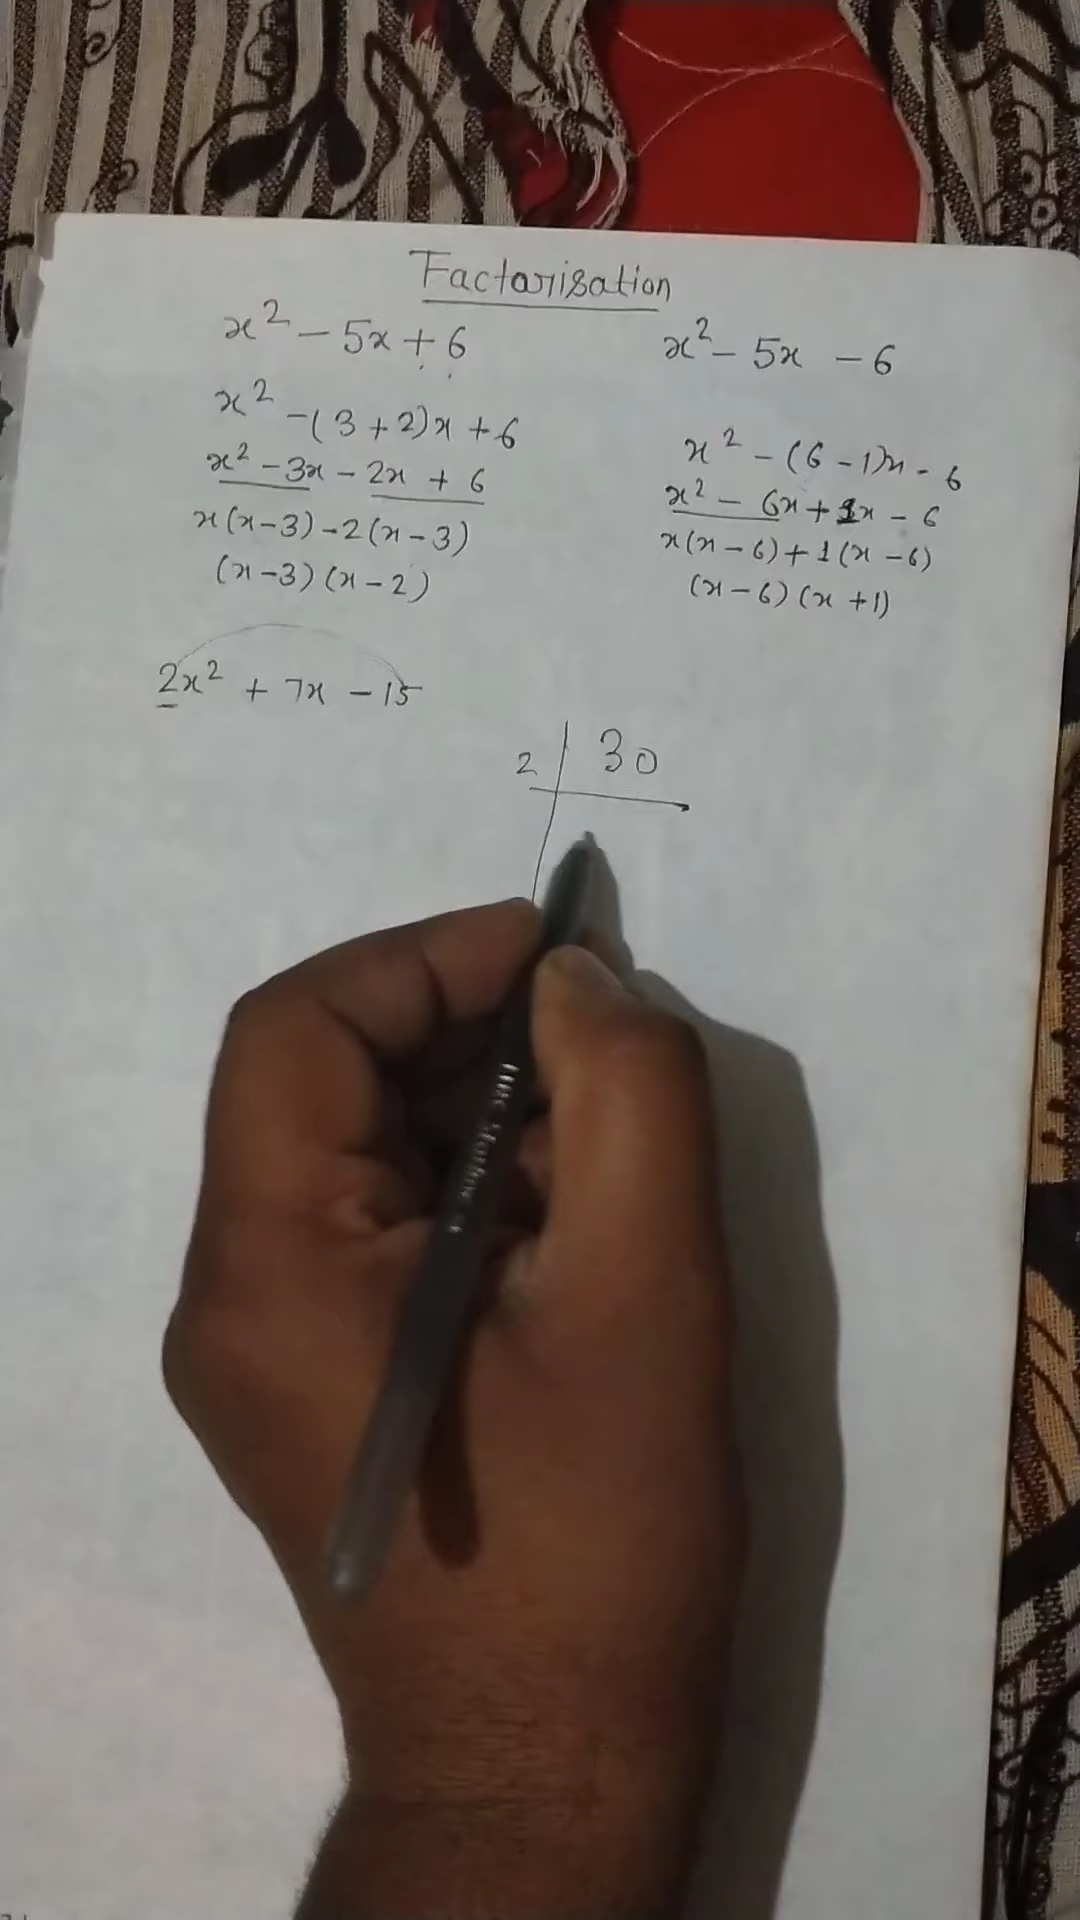 Factorisation
x² - 5x + 6
x² - (3 + 2)x + 6
x² - 3x - 2x + 6
x(x - 3) - 2(x - 3)
(x - 3)(x - 2)
x² - 5x - 6
x² - (6 - 1)x - 6
x² - 6x + 1x - 6
x(x - 6) + 1(x - 6)
(x - 6)(x + 1)
2x² + 7x - 15
2 | 30